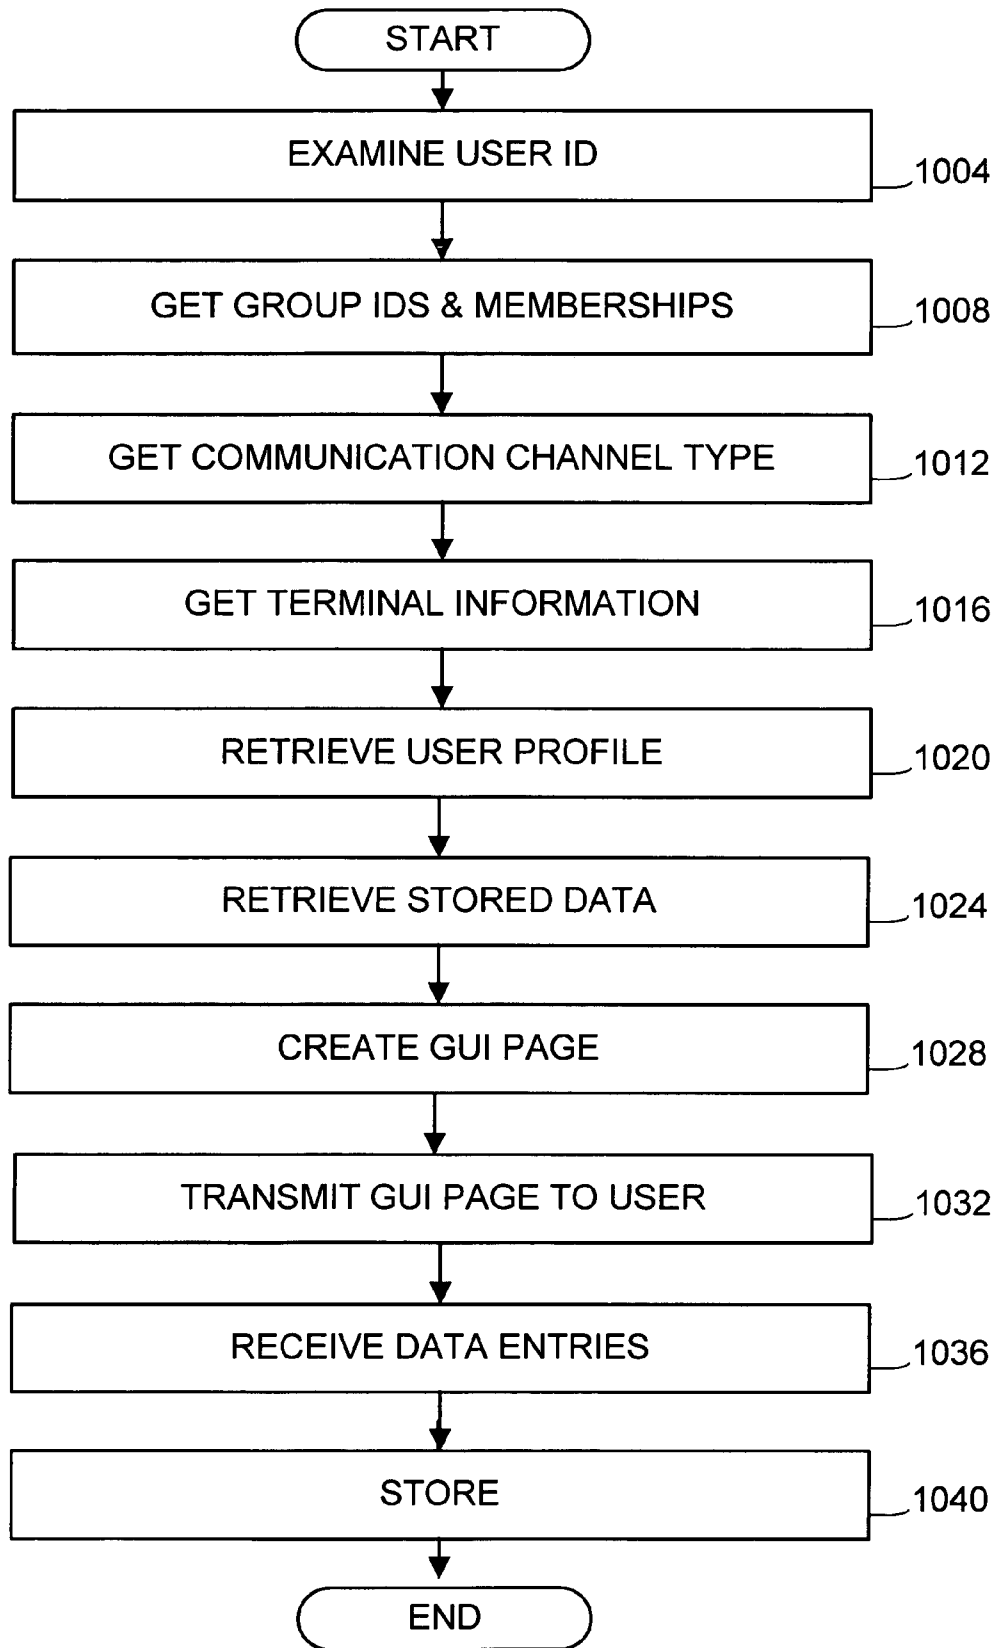 START
EXAMINE USER ID
1004
GET GROUP IDS & MEMBERSHIPS
1008
GET COMMUNICATION CHANNEL TYPE
1012
GET TERMINAL INFORMATION
1016
RETRIEVE USER PROFILE
1020
RETRIEVE STORED DATA
1024
CREATE GUI PAGE
1028
TRANSMIT GUI PAGE TO USER
1032
RECEIVE DATA ENTRIES
1036
STORE
1040
END